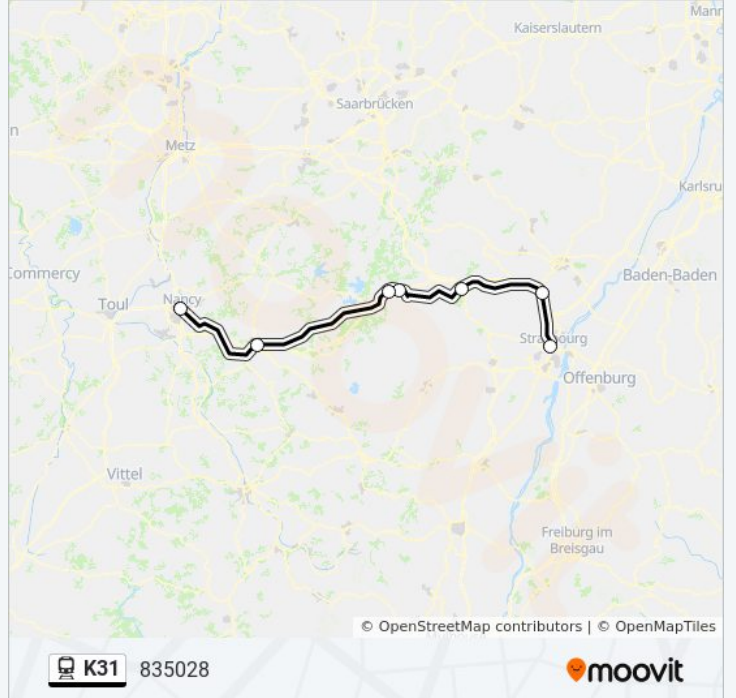 Mann
Kaiserslautern
Saarbrücken
n
Metz
Karlsru
ommercy
Baden-Baden
Toul
Nancy
Strasbourg
Offenburg
Vittel
Freiburg im
Breisgau
© OpenStreetMap contributors | © OpenMapTiles
K31 835028
moovit